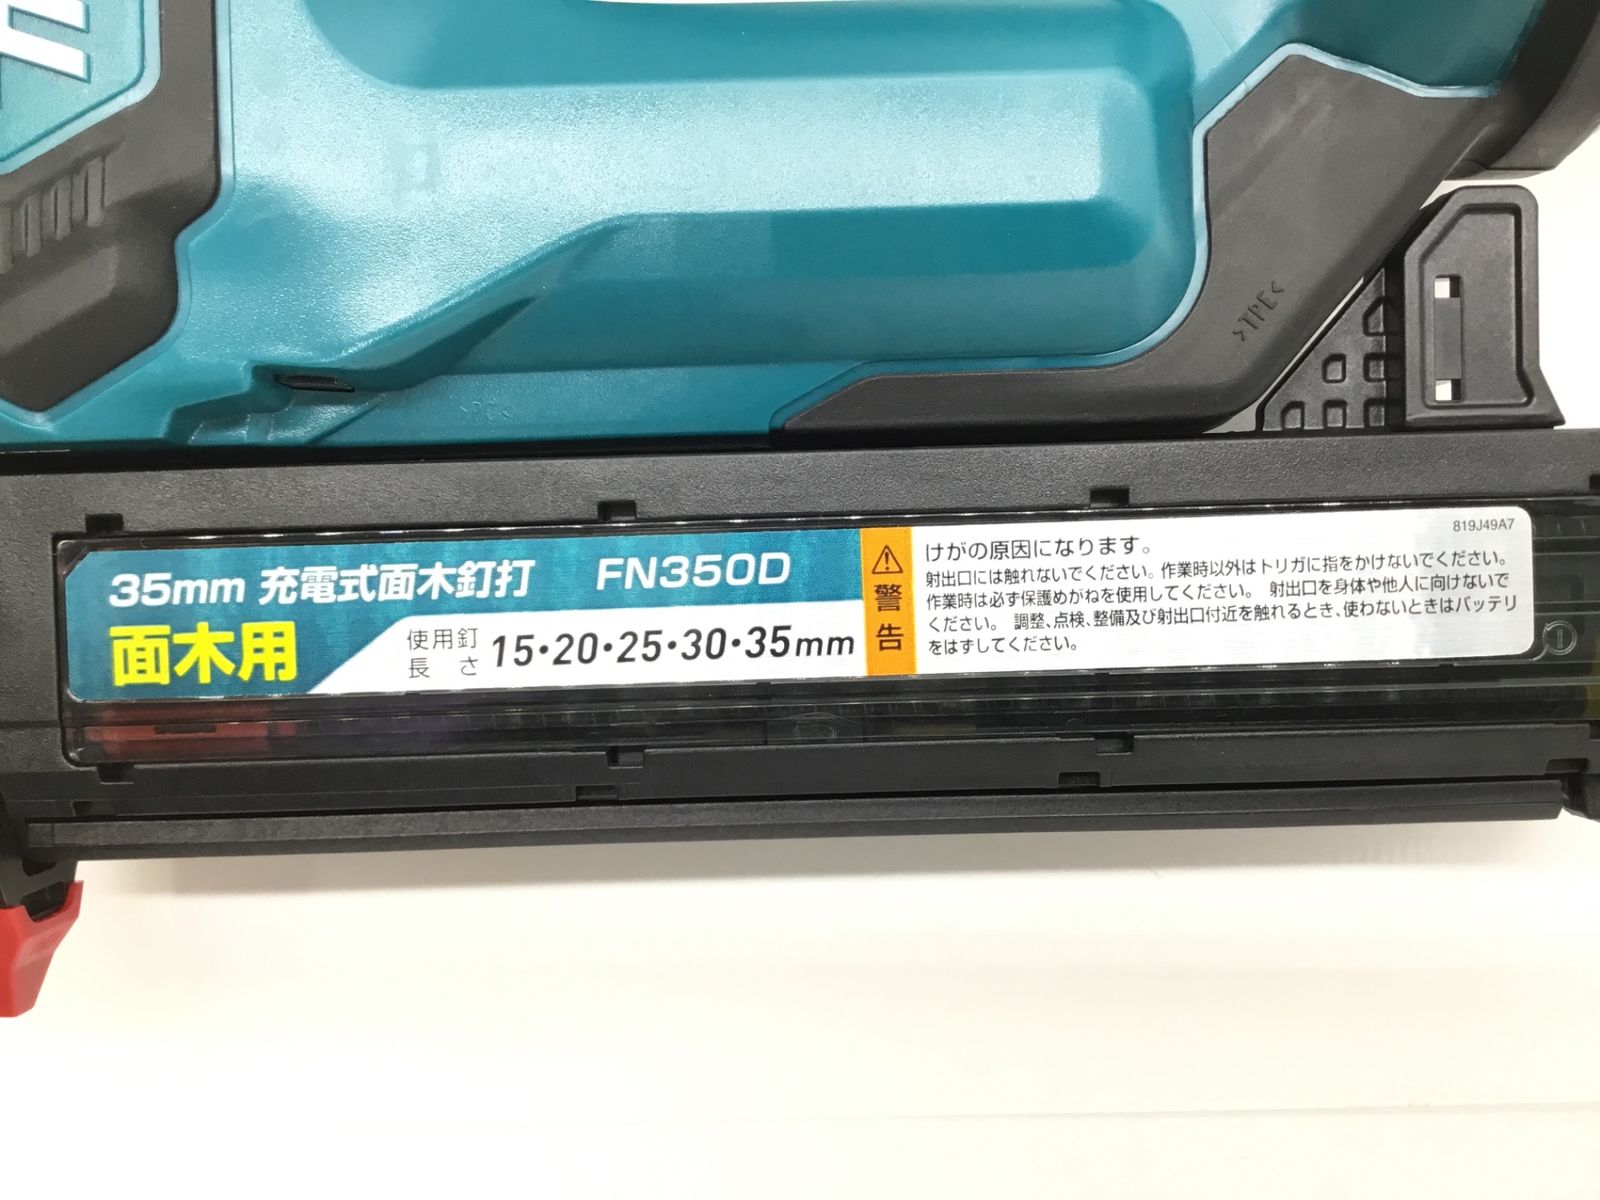 >TPE<
35mm 充電式面木釘打 FN350D
面木用
使用釘長さ 15・20・25・30・35mm
⚠警告
819J49A7
けがの原因になります。
射出口には触れないでください。作業時以外はトリガに指をかけないでください。
作業時は必ず保護めがねを使用してください。 射出口を身体や他人に向けないで
ください。 調整、点検、整備及び射出口付近を触れるとき、使わないときはバッテリ
をはずしてください。